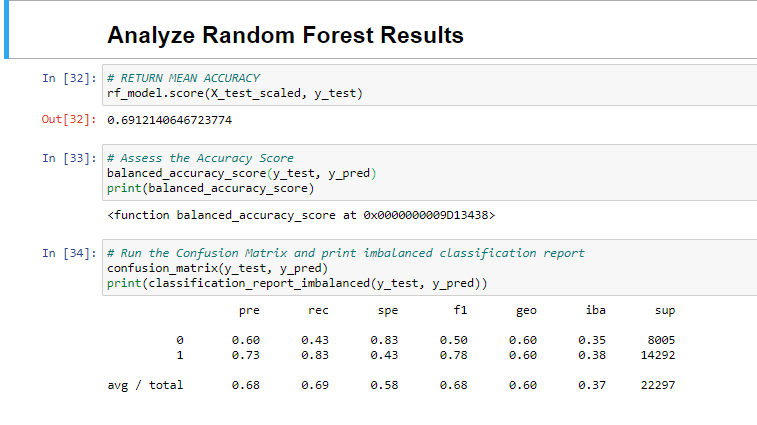 Analyze Random Forest Results
In [32]: # RETURN MEAN ACCURACY
rf_model.score(X_test_scaled, y_test)
Out[32]: 0.6912140646723774
In [33]: # Assess the Accuracy Score
balanced_accuracy_score(y_test, y_pred)
print(balanced_accuracy_score)
<function balanced_accuracy_score at 0x0000000009D13438>
In [34]: # Run the Confusion Matrix and print imbalanced classification report
confusion_matrix(y_test, y_pred)
print(classification_report_imbalanced(y_test, y_pred))
pre rec spe f1 geo iba sup
0 0.60 0.43 0.83 0.50 0.60 0.35 8005
1 0.73 0.83 0.43 0.78 0.60 0.38 14292
avg / total 0.68 0.69 0.58 0.68 0.60 0.37 22297